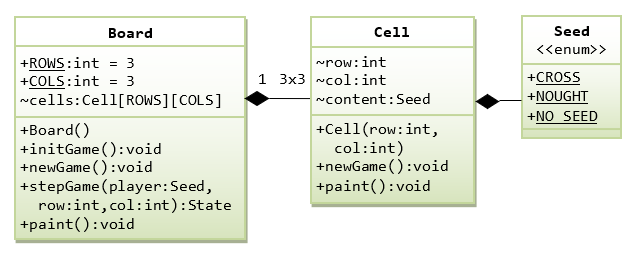 Board
+ROWS:int = 3
+COLS:int = 3
~cells:Cell[ROWS][COLS]
+Board()
+initGame():void
+newGame():void
+stepGame(player:Seed,
row:int,col:int):State
+paint():void
1 3x3
Cell
~row:int
~col:int
~content:Seed
+Cell(row:int,
col:int)
+newGame():void
+paint():void
Seed
<<enum>>
+CROSS
+NOUGHT
+NO_SEED